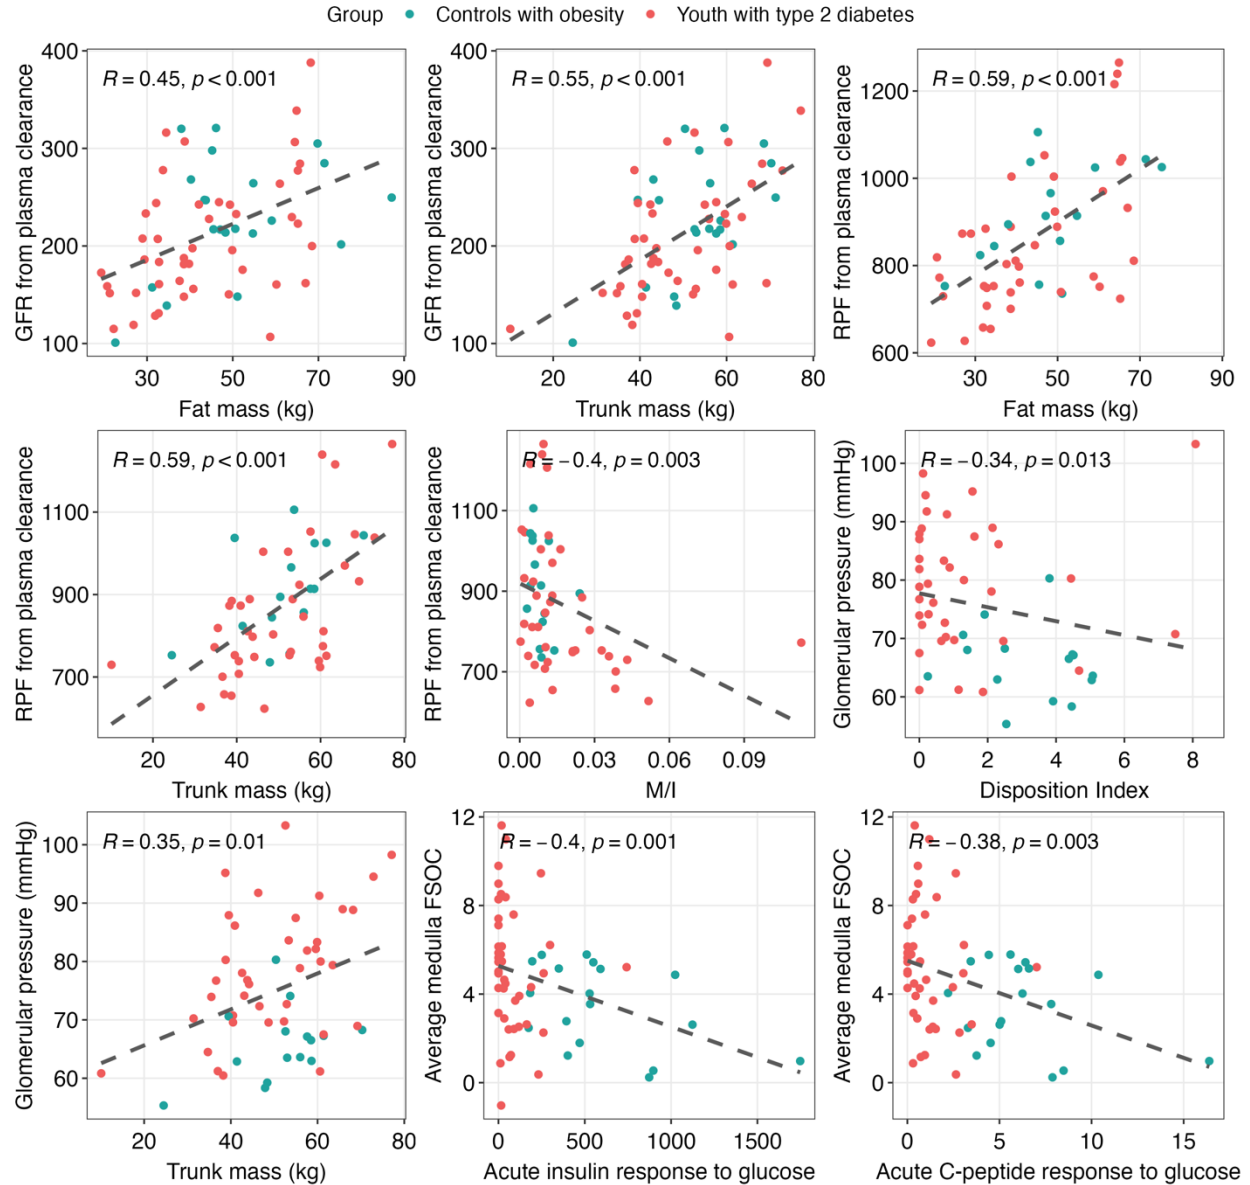 Group Controls with obesity Youth with type 2 diabetes
R = 0.45, p < 0.001
GFR from plasma clearance
400
300
200
100
30 50 70 90
Fat mass (kg)
R = 0.55, p < 0.001
GFR from plasma clearance
400
300
200
100
20 40 60 80
Trunk mass (kg)
R = 0.59, p < 0.001
RPF from plasma clearance
1200
1000
800
600
30 50 70 90
Fat mass (kg)
R = 0.59, p < 0.001
RPF from plasma clearance
1100
900
700
20 40 60 80
Trunk mass (kg)
R = −0.4, p = 0.003
RPF from plasma clearance
1100
900
700
0.00 0.03 0.06 0.09
M/I
R = −0.34, p = 0.013
Glomerular pressure (mmHg)
100
90
80
70
60
0 2 4 6 8
Disposition Index
R = 0.35, p = 0.01
Glomerular pressure (mmHg)
100
90
80
70
60
20 40 60 80
Trunk mass (kg)
R = −0.4, p = 0.001
Average medulla FSOC
12
8
4
0
0 500 1000 1500
Acute insulin response to glucose
R = −0.38, p = 0.003
Average medulla FSOC
12
8
4
0
0 5 10 15
Acute C-peptide response to glucose